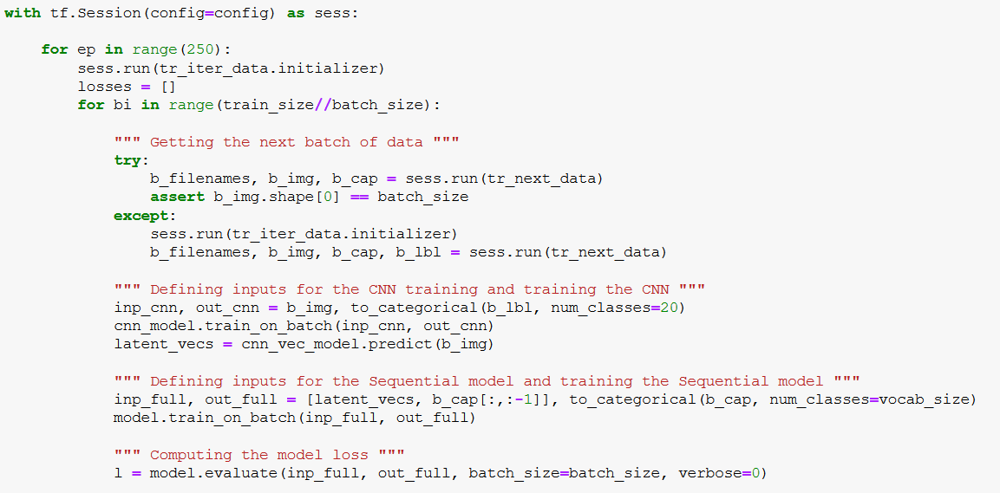 with tf.Session(config=config) as sess:
for ep in range(250):
sess.run(tr_iter_data.initializer)
losses = []
for bi in range(train_size//batch_size):
""" Getting the next batch of data """
try:
b_filenames, b_img, b_cap = sess.run(tr_next_data)
assert b_img.shape[0] == batch_size
except:
sess.run(tr_iter_data.initializer)
b_filenames, b_img, b_cap, b_lbl = sess.run(tr_next_data)
""" Defining inputs for the CNN training and training the CNN """
inp_cnn, out_cnn = b_img, to_categorical(b_lbl, num_classes=20)
cnn_model.train_on_batch(inp_cnn, out_cnn)
latent_vecs = cnn_vec_model.predict(b_img)
""" Defining inputs for the Sequential model and training the Sequential model """
inp_full, out_full = [latent_vecs, b_cap[:,:-1]], to_categorical(b_cap, num_classes=vocab_size)
model.train_on_batch(inp_full, out_full)
""" Computing the model loss """
l = model.evaluate(inp_full, out_full, batch_size=batch_size, verbose=0)